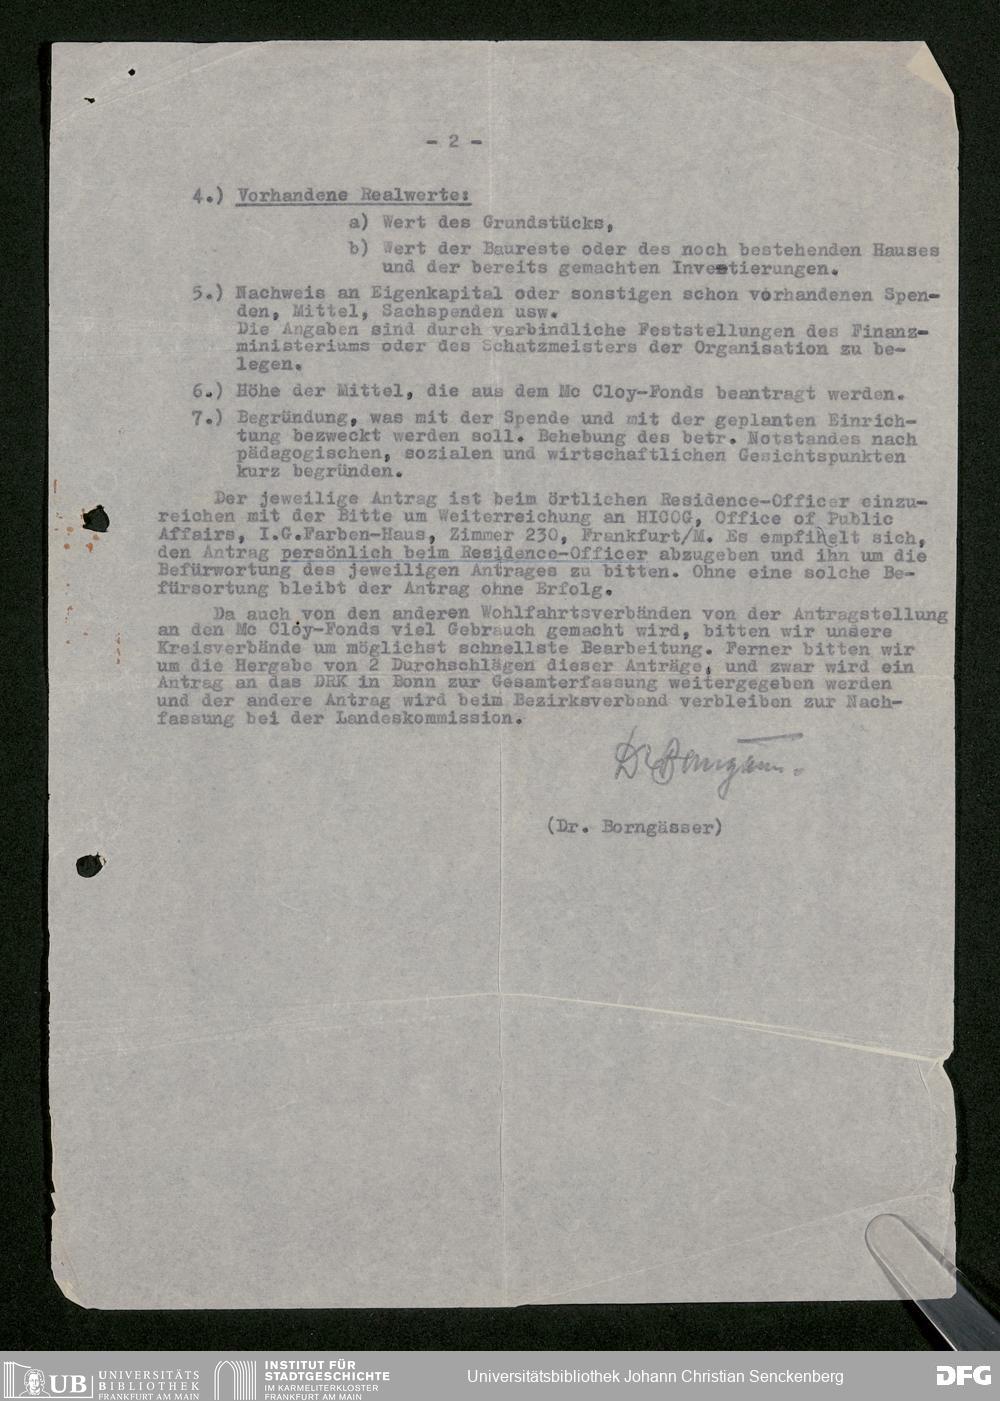 - 2 -
4.) Vorhandene Realwerte:
a) Wert des Grundstücks,
b) Wert der Baureste oder des noch bestehenden Hauses
und der bereits gemachten Investierungen.
5.) Nachweis an Eigenkapital oder sonstigen schon vorhandenen Spen-
den, Mittel, Sachspenden usw.
Die Angaben sind durch verbindliche Feststellungen des Finanz-
ministeriums oder des Schatzmeisters der Organisation zu be-
legen.
6.) Höhe der Mittel, die aus dem Mc Cloy-Fonds beantragt werden.
7.) Begründung, was mit der Spende und mit der geplanten Einrich-
tung bezweckt werden soll. Behebung des betr. Notstandes nach
pädagogischen, sozialen und wirtschaftlichen Gesichtspunkten
kurz begründen.
Der jeweilige Antrag ist beim örtlichen Residence-Officer einzu-
reichen mit der Bitte um Weiterreichung an HICOG, Office of Public
Affairs, I.G.Farben-Haus, Zimmer 230, Frankfurt/M. Es empfihelt sich,
den Antrag persönlich beim Residence-Officer abzugeben und ihn um die
Befürwortung des jeweiligen Antrages zu bitten. Ohne eine solche Be-
fürsortung bleibt der Antrag ohne Erfolg.
Da auch von den anderen Wohlfahrtsverbänden von der Antragstellung
an den Mc Cloy-Fonds viel Gebrauch gemacht wird, bitten wir unsere
Kreisverbände um möglichst schnellste Bearbeitung. Ferner bitten wir
um die Hergabe von 2 Durchschlägen dieser Anträge, und zwar wird ein
Antrag an das DRK in Bonn zur Gesamterfassung weitergegeben werden
und der andere Antrag wird beim Bezirksverband verbleiben zur Nach-
fassung bei der Landeskommission.
Dr Borngässer.
(Dr. Borngässer)
UB UNIVERSITÄTS
BIBLIOTHEK
FRANKFURT AM MAIN
INSTITUT FÜR
STADTGESCHICHTE
IM KARMELITERKLOSTER
FRANKFURT AM MAIN
Universitätsbibliothek Johann Christian Senckenberg
DFG